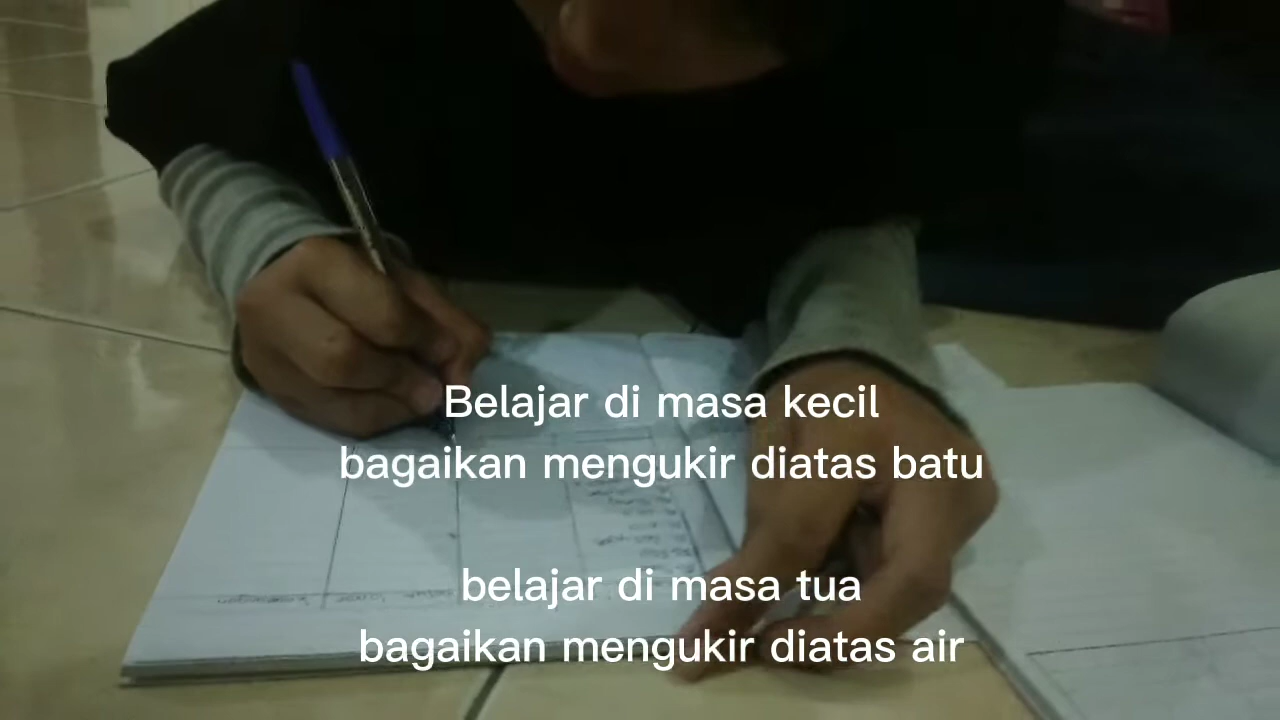 Belajar di masa kecil
bagaikan mengukir diatas batu
belajar di masa tua
bagaikan mengukir diatas air